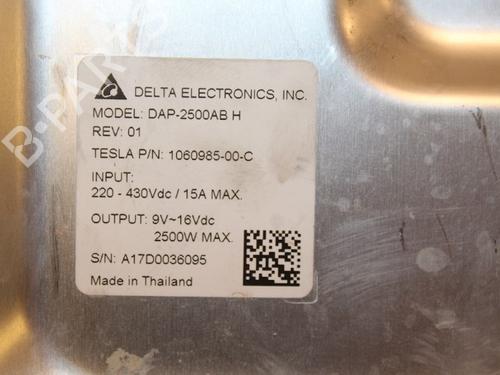 DELTA ELECTRONICS, INC.
MODEL: DAP-2500AB H
REV: 01
TESLA P/N: 1060985-00-C
INPUT:
220 - 430Vdc / 15A MAX.
OUTPUT: 9V~16Vdc
2500W MAX.
S/N: A17D0036095
Made in Thailand
B-PARTS